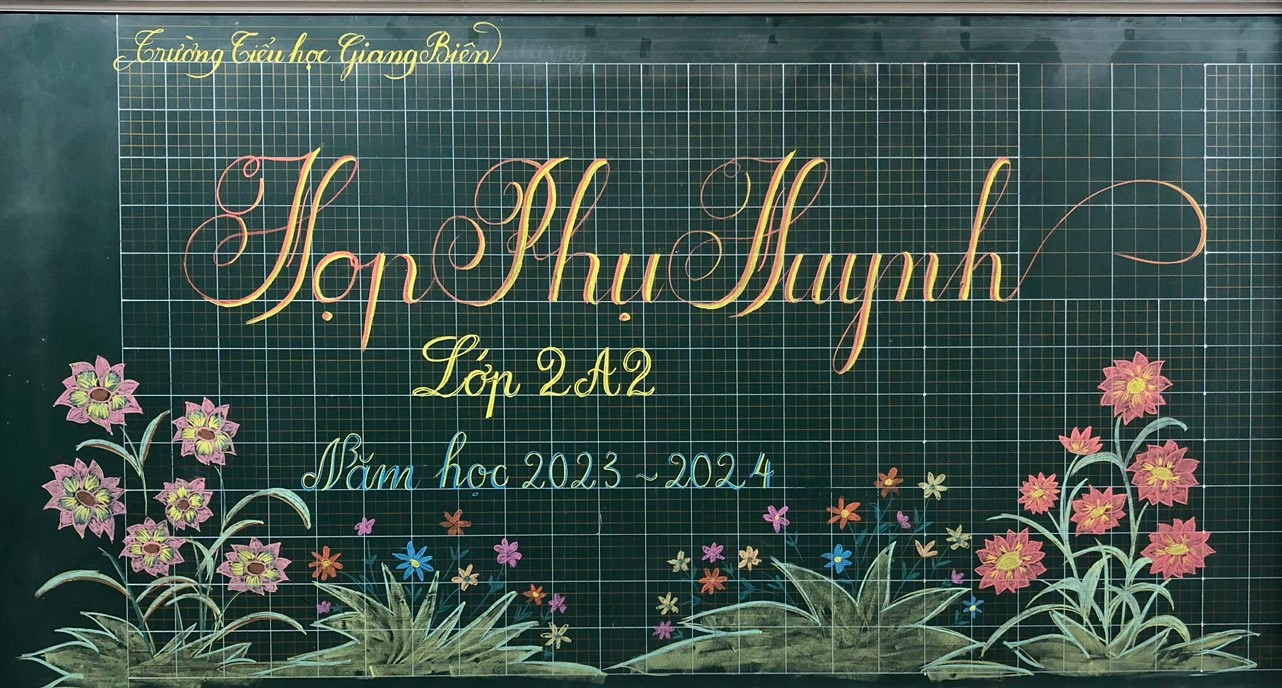 Trường Tiểu học Giang Biên
Họp Phụ Huynh
Lớp 2A2
Năm học 2023 ~ 2024